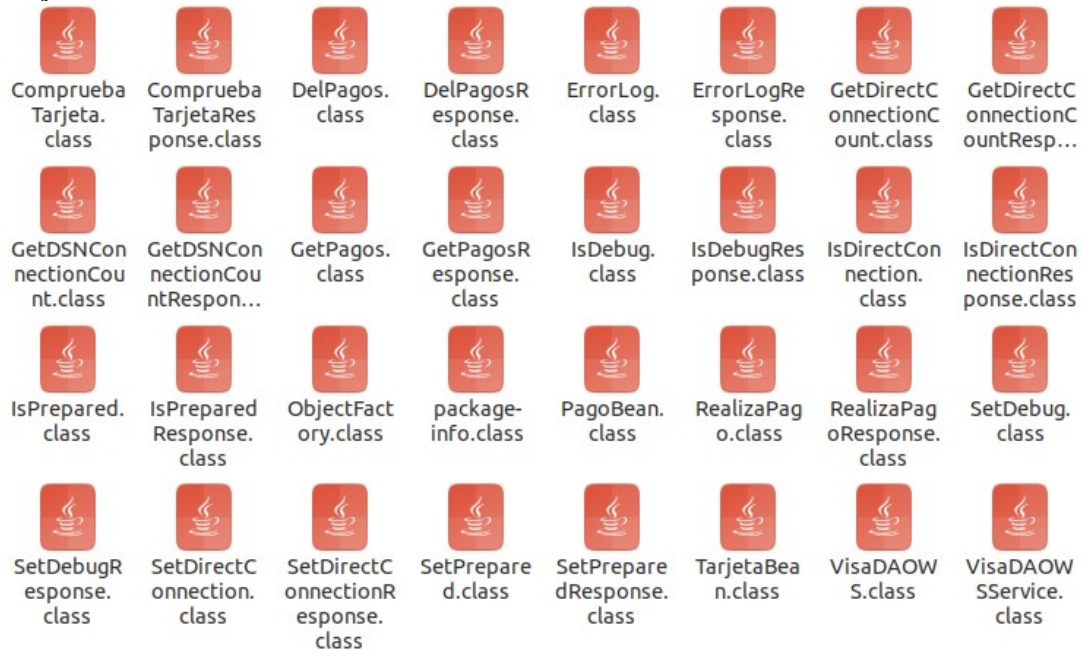 Comprueba Comprueba DelPagos. DelPagosR ErrorLog. ErrorLogRe GetDirectC GetDirectC
Tarjeta. TarjetaRes class esponse. class sponse. onnectionC onnectionC
class ponse.class class class ount.class ountResp...
GetDSNCon GetDSNCon GetPagos. GetPagosR IsDebug. IsDebugRes IsDirectCon IsDirectCon
nectionCou nectionCou class esponse. class ponse.class nection. nectionRes
nt.class ntRespon... class class ponse.class
IsPrepared. IsPrepared ObjectFact package- PagoBean. RealizaPag RealizaPag SetDebug.
class Response. ory.class info.class class o.class oResponse. class
class class
SetDebugR SetDirectC SetDirectC SetPrepare SetPrepare TarjetaBea VisaDAOW VisaDAOW
esponse. onnection. onnectionR d.class dResponse. n.class S.class SService.
class class esponse. class class
class